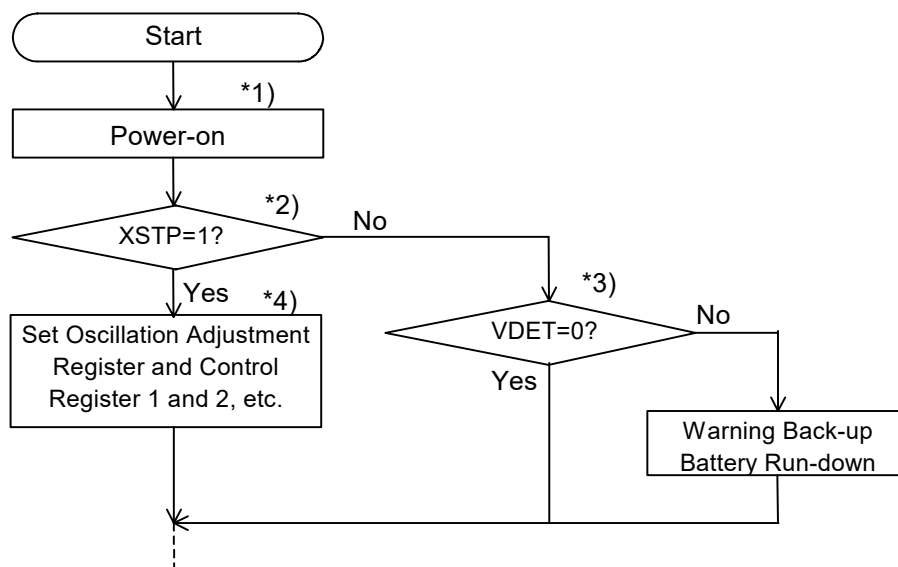 Start
*1)
Power-on
*2)
XSTP=1?
No
Yes
*4)
Set Oscillation Adjustment
Register and Control
Register 1 and 2, etc.
*3)
VDET=0?
No
Yes
Warning Back-up
Battery Run-down